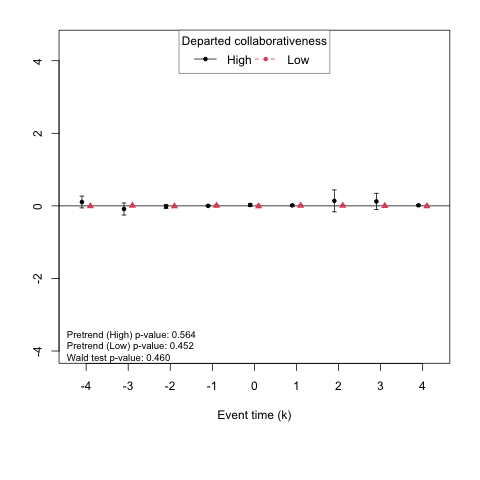 Departed collaborativeness
High Low
4
2
0
-2
-4
Pretrend (High) p-value: 0.564
Pretrend (Low) p-value: 0.452
Wald test p-value: 0.460
-4 -3 -2 -1 0 1 2 3 4
Event time (k)